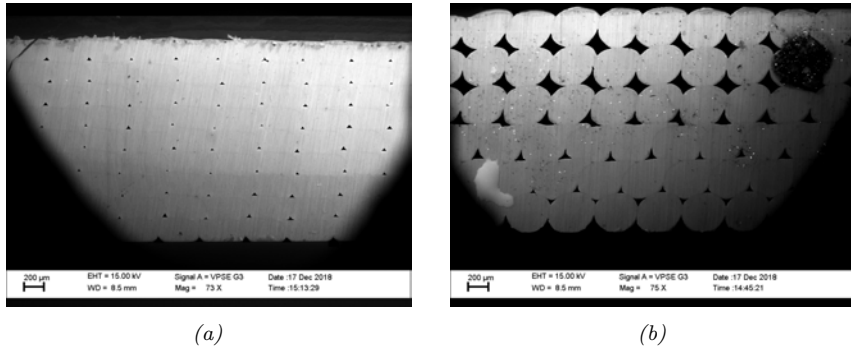 200 µm
EHT = 15.00 kV
WD = 8.5 mm
Signal A = VPSE G3
Mag = 73 X
Date :17 Dec 2018
Time :15:13:29
200 µm
EHT = 15.00 kV
WD = 8.5 mm
Signal A = VPSE G3
Mag = 75 X
Date :17 Dec 2018
Time :14:45:21
(a)
(b)